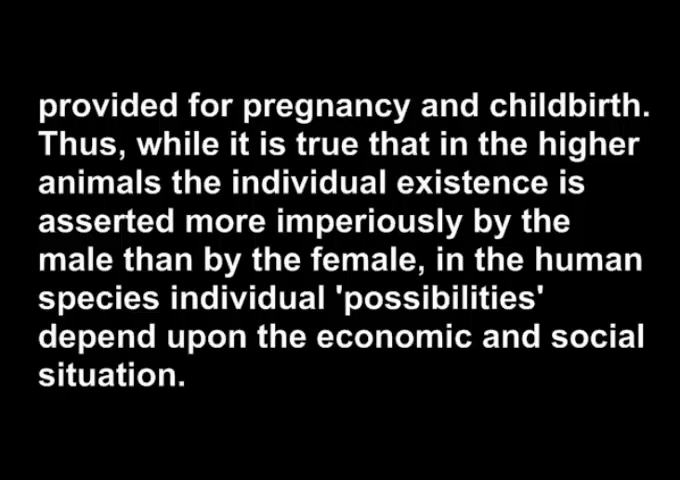 provided for pregnancy and childbirth.
Thus, while it is true that in the higher
animals the individual existence is
asserted more imperiously by the
male than by the female, in the human
species individual 'possibilities'
depend upon the economic and social
situation.